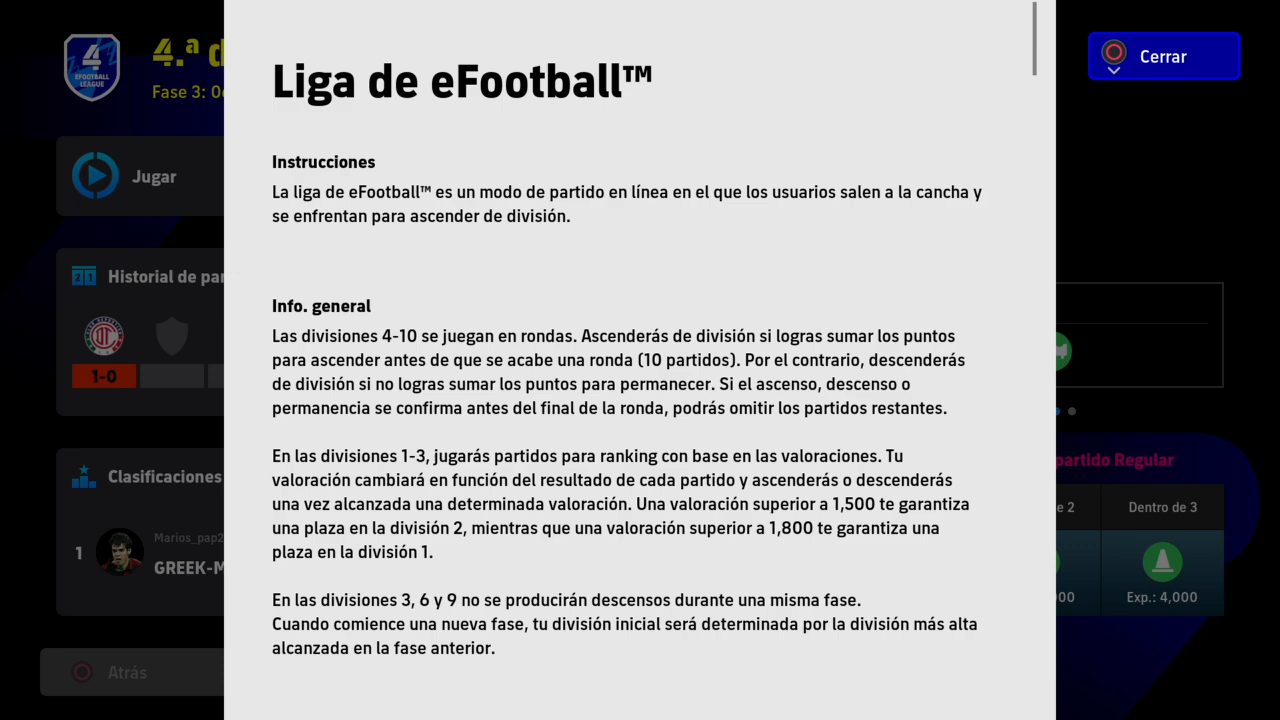 4.ª d
Fase 3: 0
4
EFOOTBALL
LEAGUE
Jugar
Historial de par
2 1
1-0
Clasificaciones
1
Marios_pap2
GREEK-M
Atrás
Liga de eFootball™
Instrucciones
La liga de eFootball™ es un modo de partido en línea en el que los usuarios salen a la cancha y
se enfrentan para ascender de división.
Info. general
Las divisiones 4-10 se juegan en rondas. Ascenderás de división si logras sumar los puntos
para ascender antes de que se acabe una ronda (10 partidos). Por el contrario, descenderás
de división si no logras sumar los puntos para permanecer. Si el ascenso, descenso o
permanencia se confirma antes del final de la ronda, podrás omitir los partidos restantes.
En las divisiones 1-3, jugarás partidos para ranking con base en las valoraciones. Tu
valoración cambiará en función del resultado de cada partido y ascenderás o descenderás
una vez alcanzada una determinada valoración. Una valoración superior a 1,500 te garantiza
una plaza en la división 2, mientras que una valoración superior a 1,800 te garantiza una
plaza en la división 1.
En las divisiones 3, 6 y 9 no se producirán descensos durante una misma fase.
Cuando comience una nueva fase, tu división inicial será determinada por la división más alta
alcanzada en la fase anterior.
Cerrar
partido Regular
e 2
Dentro de 3
000
Exp.: 4,000